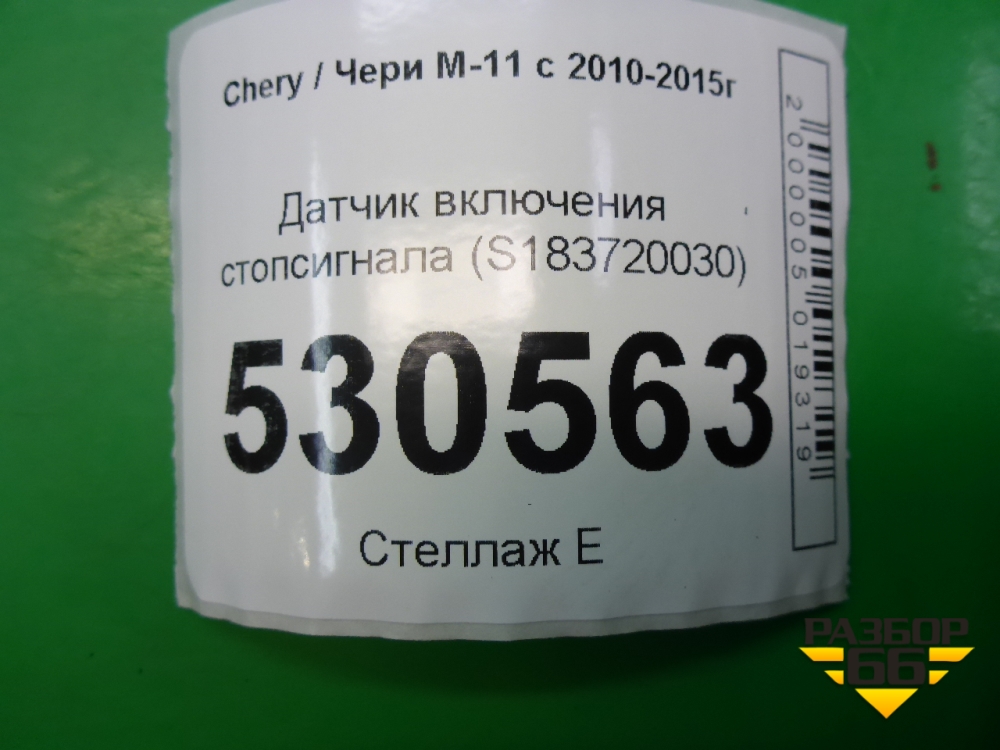 Chery / Чери М-11 с 2010-2015г
Датчик включения
стопсигнала (S183720030)
530563
Стеллаж Е
2000005019319
РАЗБОР
66